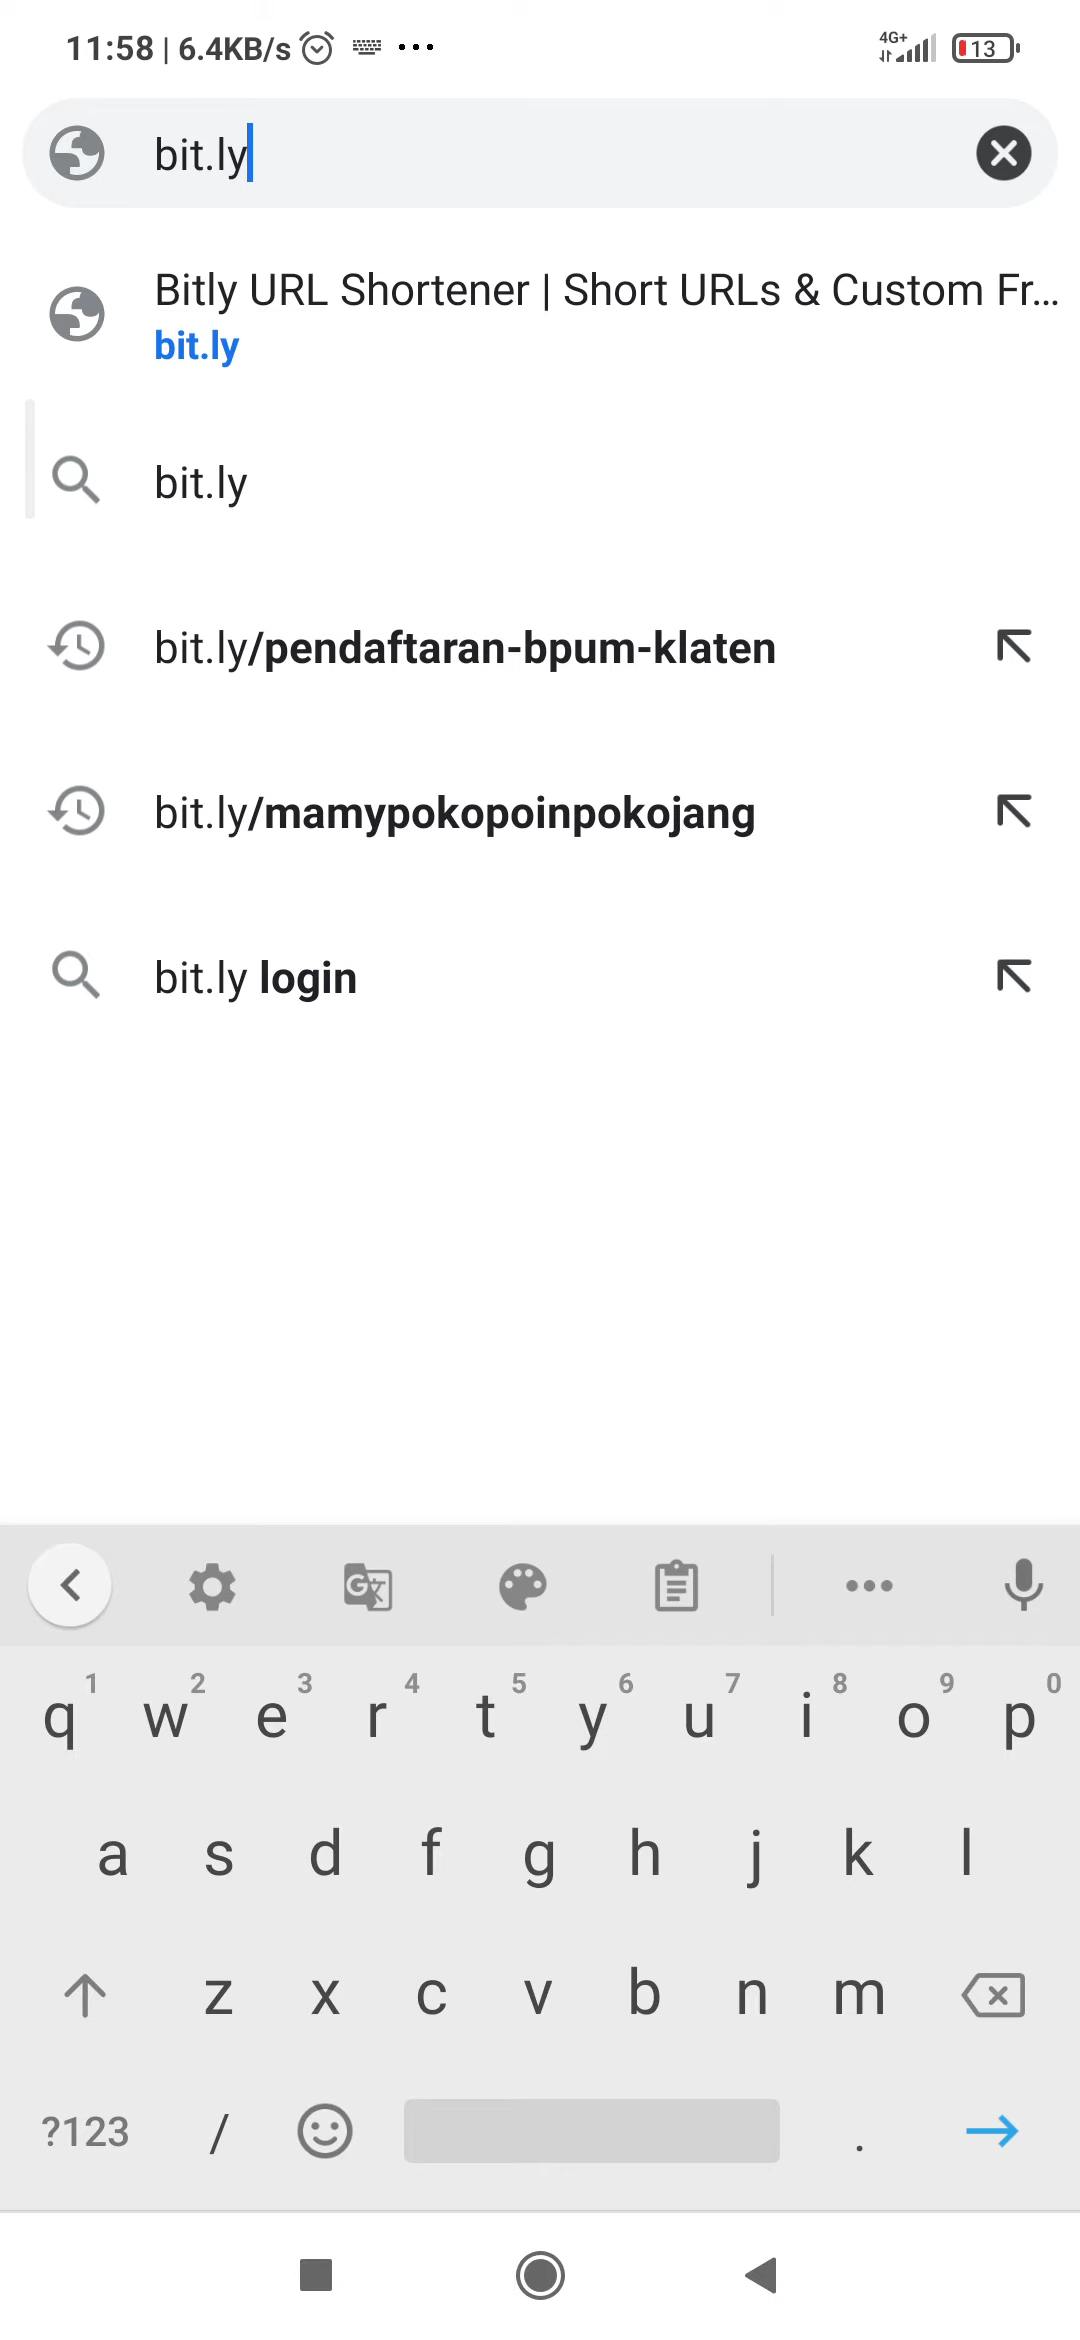 11:58 | 6.4KB/s ... 4G+ 13
bit.ly
Bitly URL Shortener | Short URLs & Custom Fr...
bit.ly
bit.ly
bit.ly/pendaftaran-bpum-klaten
bit.ly/mamypokopoinpokojang
bit.ly login
1 2 3 4 5 6 7 8 9 0
q w e r t y u i o p
a s d f g h j k l
z x c v b n m
?123 / .